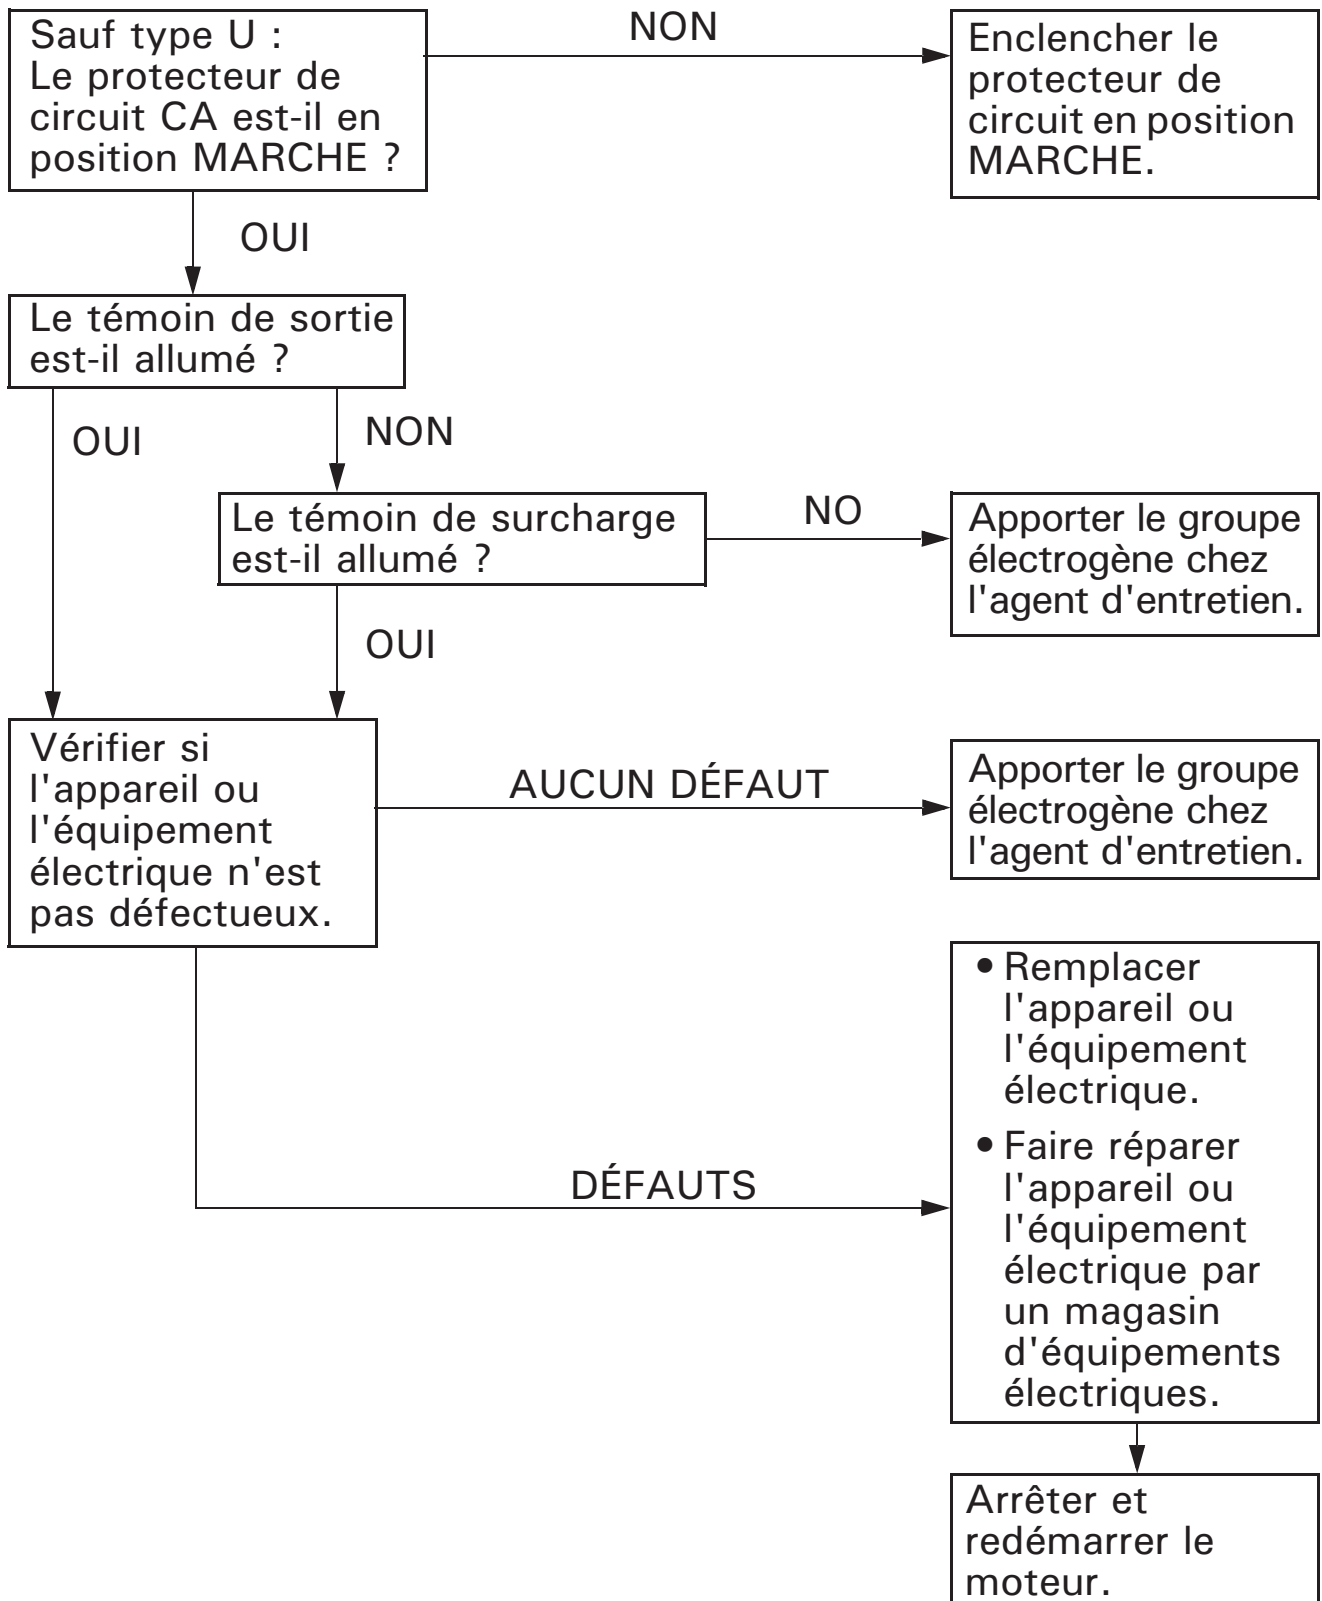 Sauf type U :
Le protecteur de
circuit CA est-il en
position MARCHE ?
NON
Enclencher le
protecteur de
circuit en position
MARCHE.
OUI
Le témoin de sortie
est-il allumé ?
OUI
NON
Le témoin de surcharge
est-il allumé ?
NO
Apporter le groupe
électrogène chez
l'agent d'entretien.
OUI
Vérifier si
l'appareil ou
l'équipement
électrique n'est
pas défectueux.
AUCUN DÉFAUT
Apporter le groupe
électrogène chez
l'agent d'entretien.
DÉFAUTS
• Remplacer
l'appareil ou
l'équipement
électrique.
• Faire réparer
l'appareil ou
l'équipement
électrique par
un magasin
d'équipements
électriques.
Arrêter et
redémarrer le
moteur.